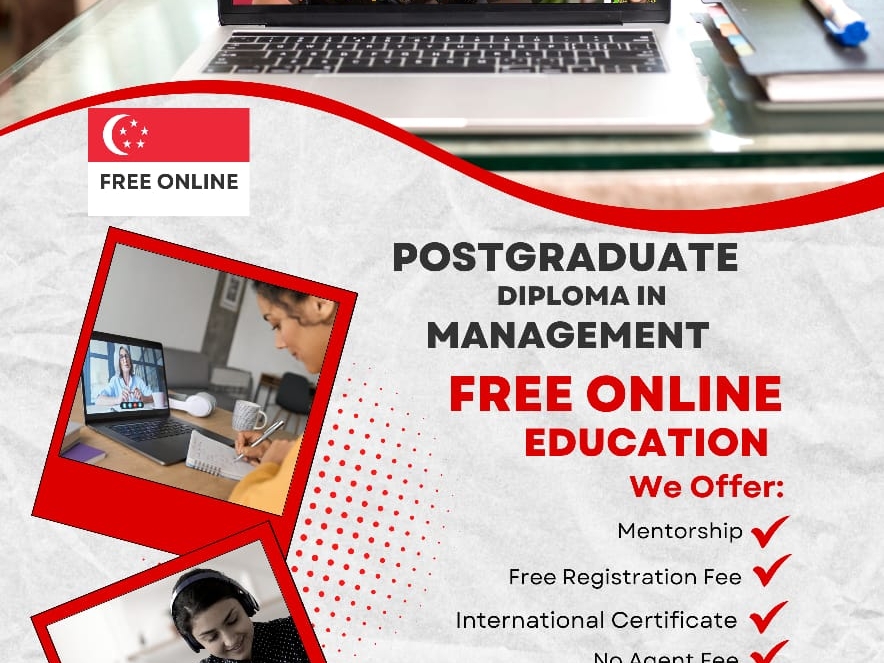 FREE ONLINE
POSTGRADUATE
DIPLOMA IN
MANAGEMENT
FREE ONLINE
EDUCATION
We Offer:
Mentorship
Free Registration Fee
International Certificate
No Agent Fee